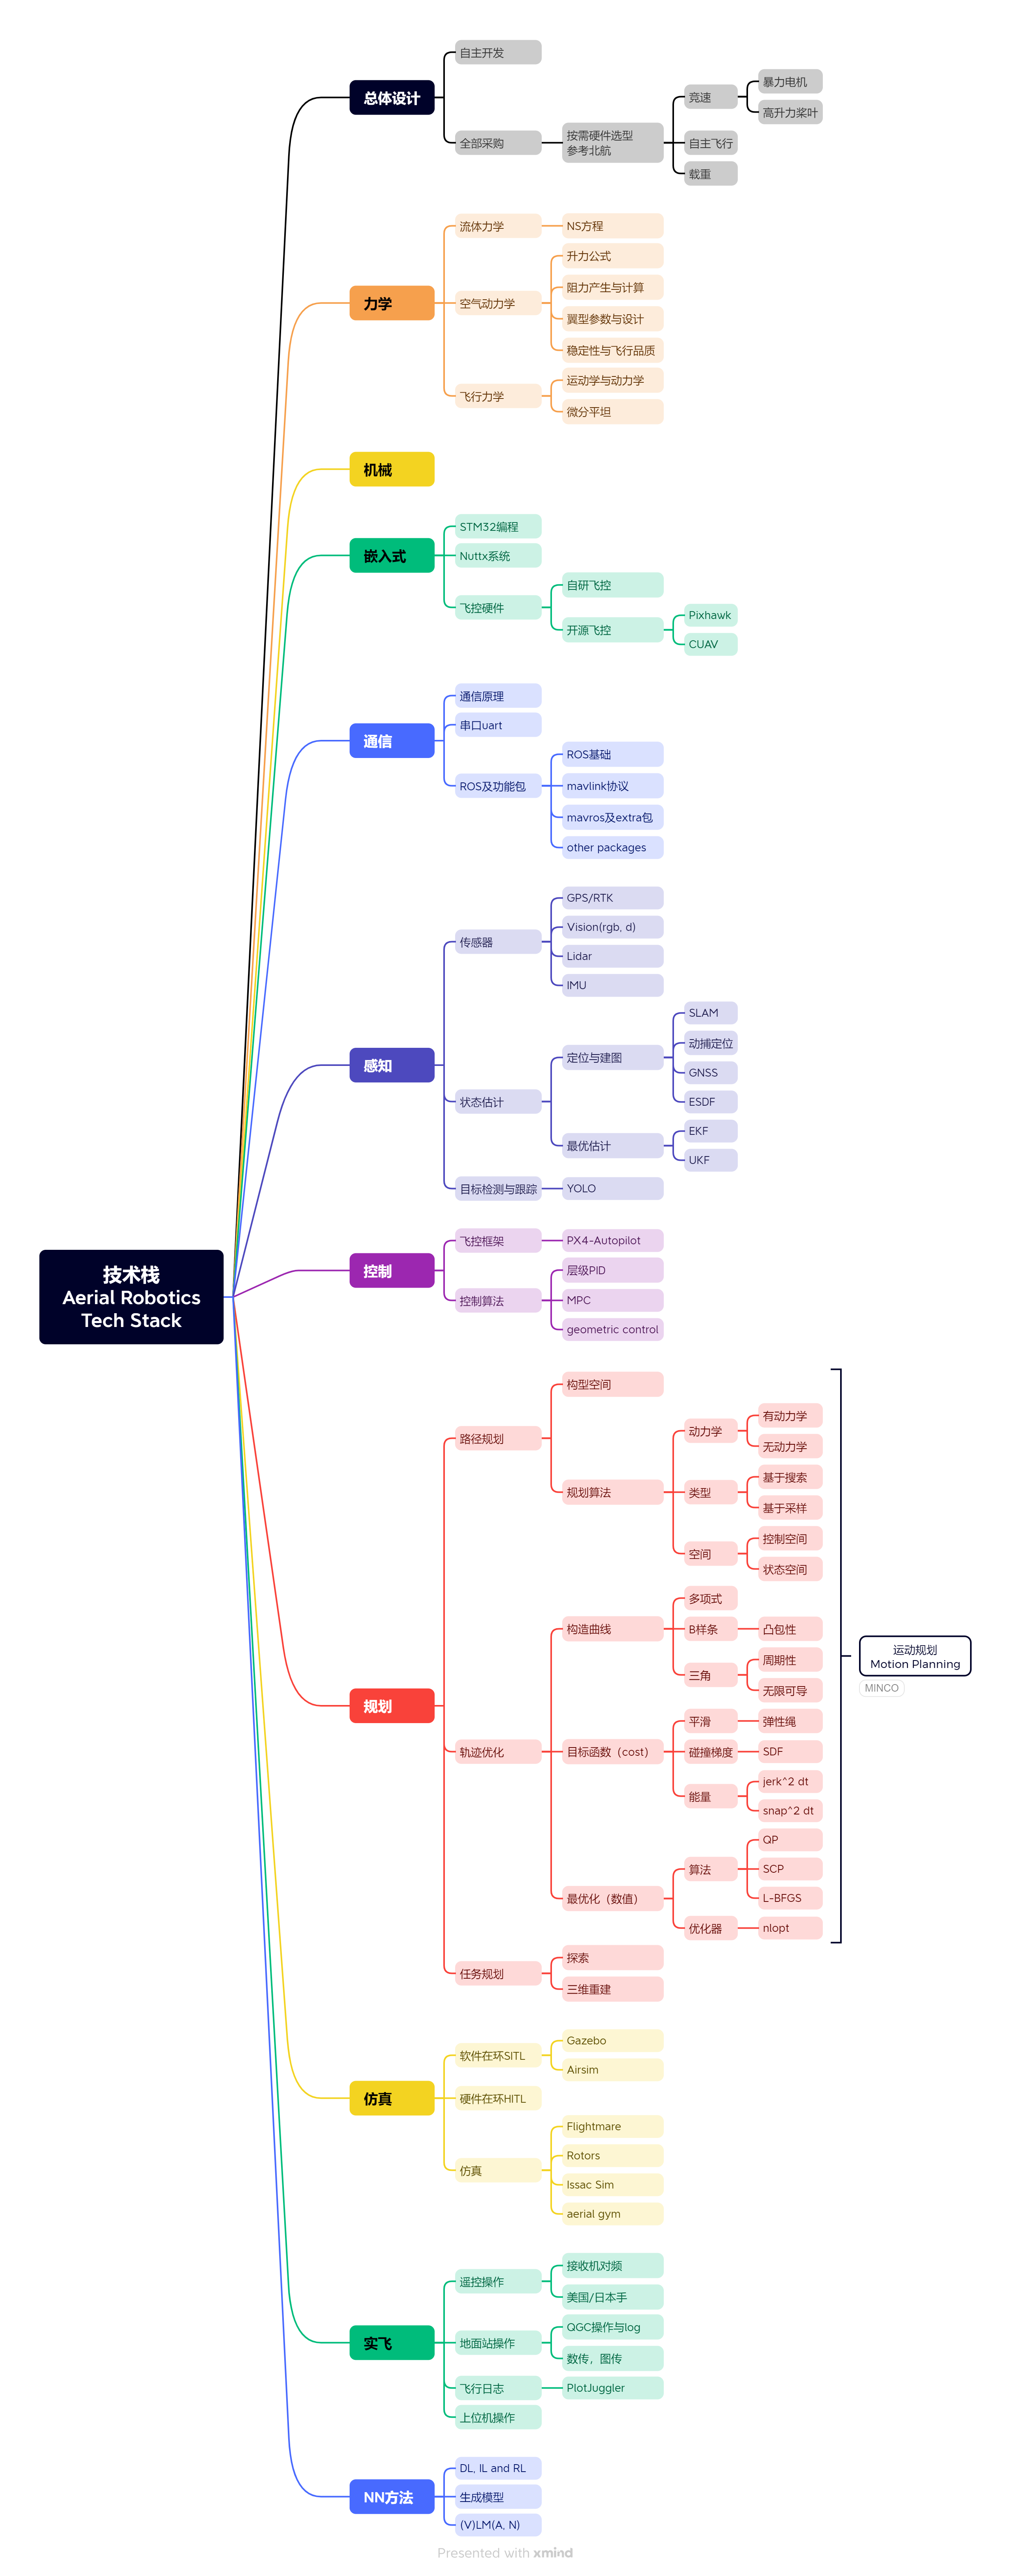 自主开发
总体设计
全部采购
按需硬件选型
参考北航
竞速
暴力电机
高升力桨叶
自主飞行
载重
力学
流体力学
NS方程
空气动力学
升力公式
阻力产生与计算
翼型参数与设计
稳定性与飞行品质
飞行力学
运动学与动力学
微分平坦
机械
嵌入式
STM32编程
Nuttx系统
飞控硬件
自研飞控
开源飞控
Pixhawk
CUAV
通信
通信原理
串口uart
ROS及功能包
ROS基础
mavlink协议
mavros及extra包
other packages
感知
传感器
GPS/RTK
Vision(rgb, d)
Lidar
IMU
状态估计
定位与建图
SLAM
动捕定位
GNSS
ESDF
最优估计
EKF
UKF
目标检测与跟踪
YOLO
技术栈
Aerial Robotics
Tech Stack
控制
飞控框架
PX4-Autopilot
控制算法
层级PID
MPC
geometric control
规划
路径规划
构型空间
规划算法
动力学
有动力学
无动力学
类型
基于搜索
基于采样
空间
控制空间
状态空间
轨迹优化
构造曲线
多项式
B样条
凸包性
三角
周期性
无限可导
目标函数（cost）
平滑
弹性绳
碰撞梯度
SDF
能量
jerk^2 dt
snap^2 dt
最优化（数值）
算法
QP
SCP
L-BFGS
优化器
nlopt
运动规划
Motion Planning
MINCO
任务规划
探索
三维重建
仿真
软件在环SITL
Gazebo
Airsim
硬件在环HITL
仿真
Flightmare
Rotors
Issac Sim
aerial gym
实飞
遥控操作
接收机对频
美国/日本手
地面站操作
QGC操作与log
数传，图传
飞行日志
PlotJuggler
上位机操作
NN方法
DL, IL and RL
生成模型
(V)LM(A, N)
Presented with xmind